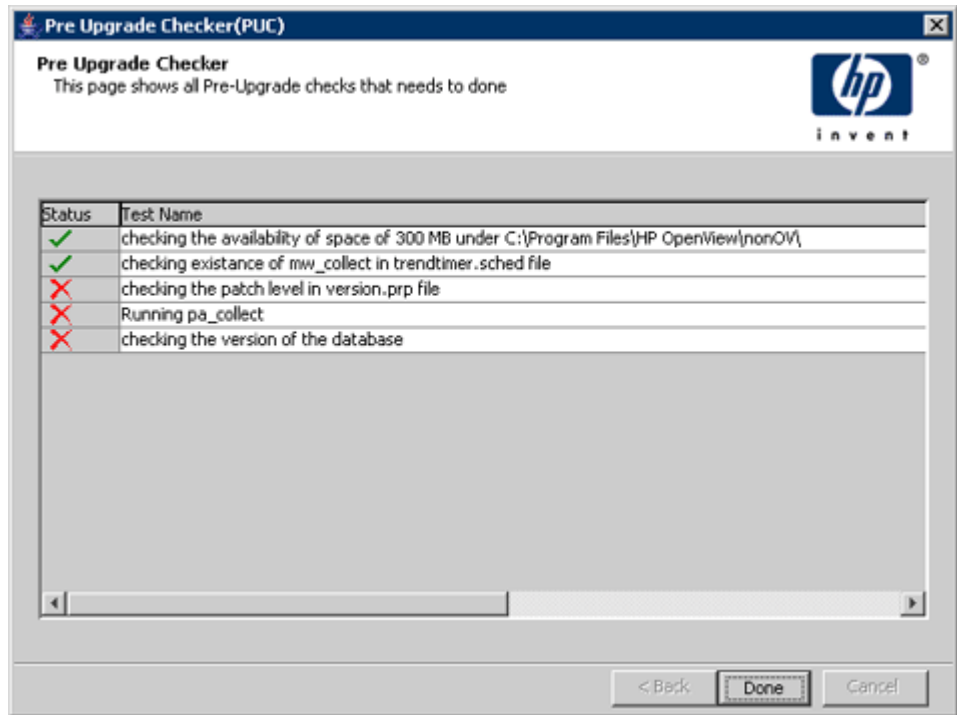 Pre Upgrade Checker(PUC)
Pre Upgrade Checker
This page shows all Pre-Upgrade checks that needs to done
hp
®
invent
Status Test Name
checking the availability of space of 300 MB under C:\Program Files\HP OpenView\nonOV\
checking existance of mw_collect in trendtimer.sched file
checking the patch level in version.prp file
Running pa_collect
checking the version of the database
< Back Done Cancel